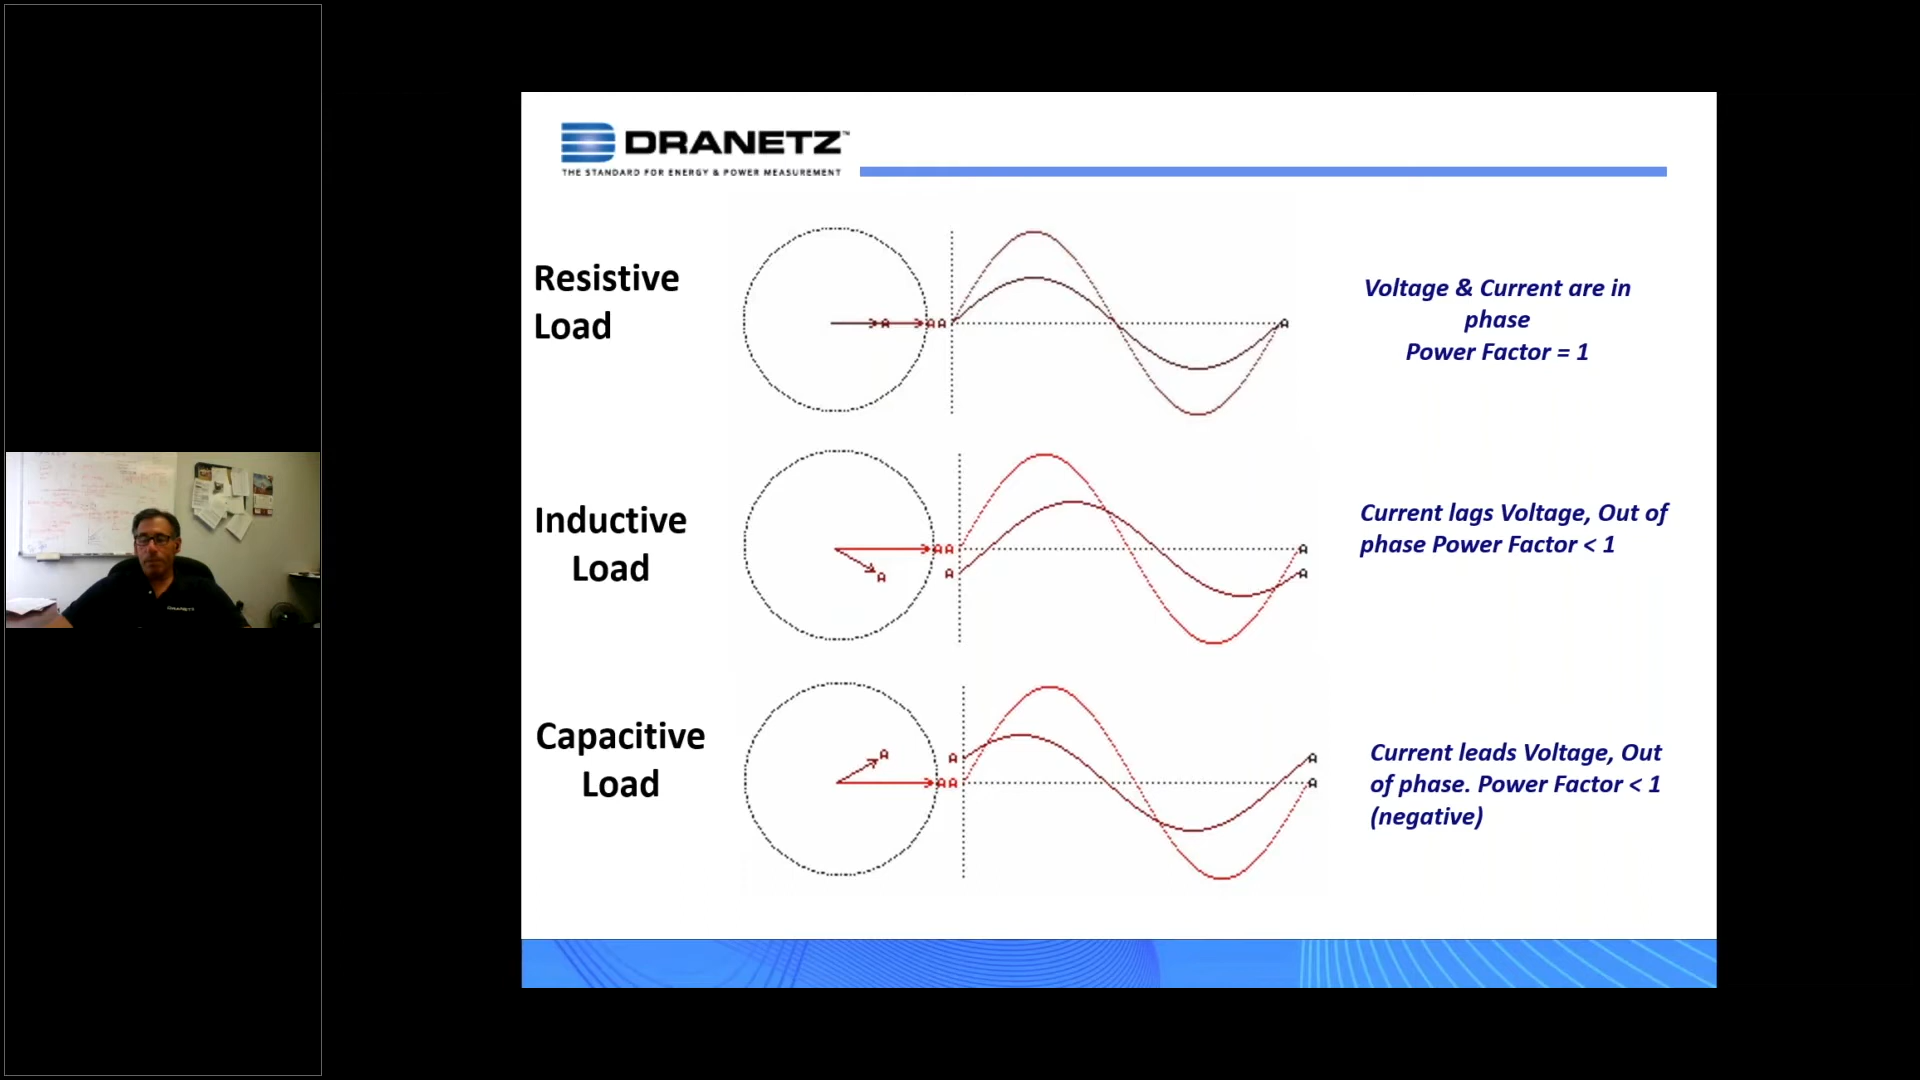 DRANETZ™
THE STANDARD FOR ENERGY & POWER MEASUREMENT
Resistive
Load
A
A A
A
Voltage & Current are in
phase
Power Factor = 1
Inductive
Load
A A
A
A
A
A
Current lags Voltage, Out of
phase Power Factor < 1
Capacitive
Load
A
A
A A
A
A
Current leads Voltage, Out
of phase. Power Factor < 1
(negative)
DRANETZ